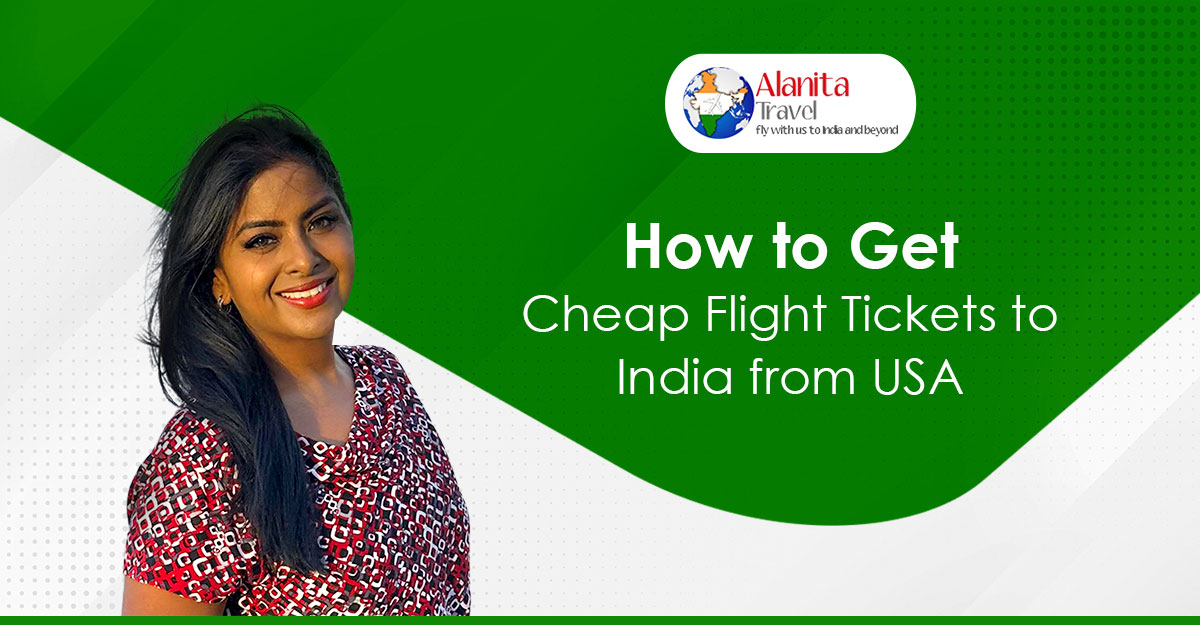 Alanita
Travel
fly with us to India and beyond
How to Get
Cheap Flight Tickets to
India from USA